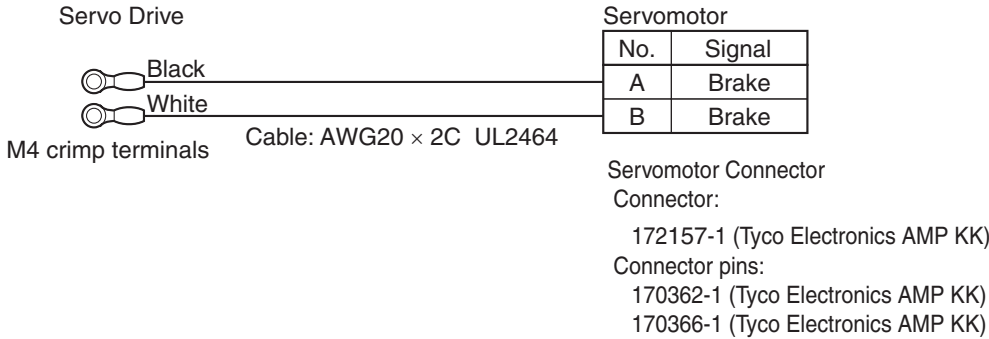 Servo Drive
Servomotor
No. Signal
Black
A Brake
White
B Brake
Cable: AWG20 × 2C UL2464
M4 crimp terminals
Servomotor Connector
Connector:
172157-1 (Tyco Electronics AMP KK)
Connector pins:
170362-1 (Tyco Electronics AMP KK)
170366-1 (Tyco Electronics AMP KK)